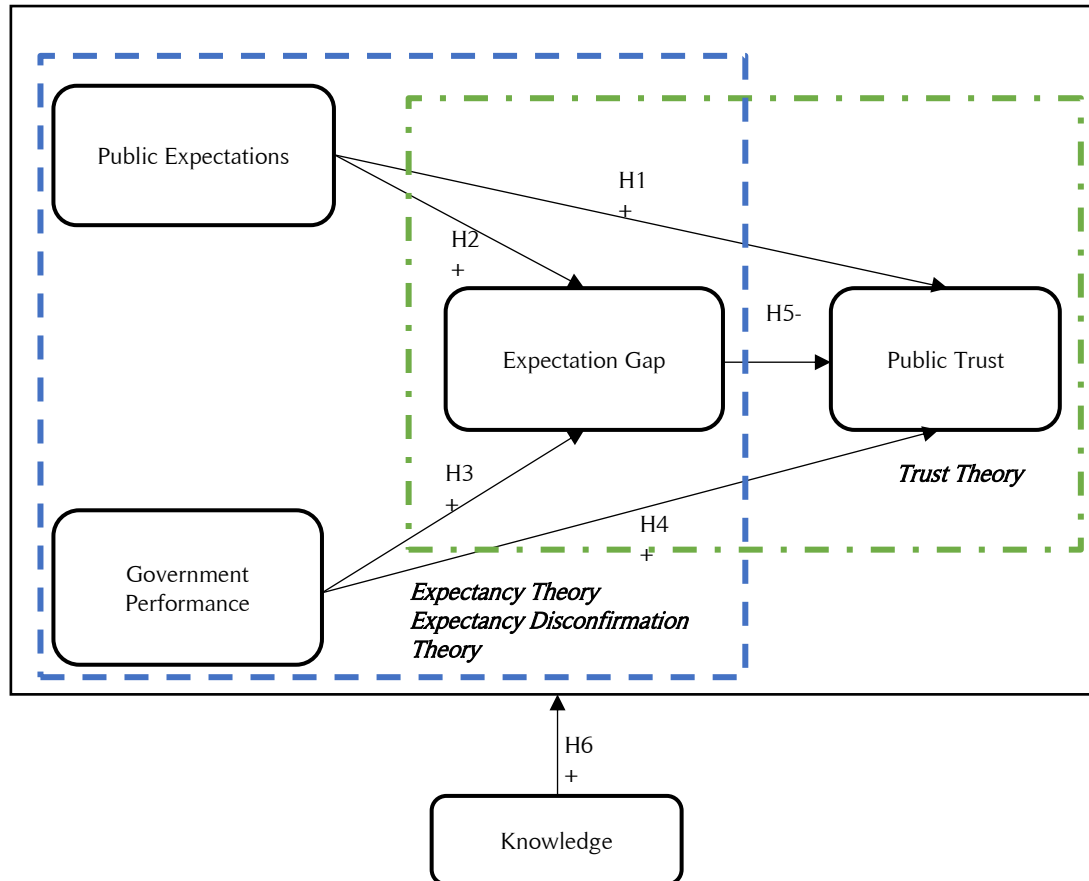 Public Expectations
H1
+
H2
+
H5-
Expectation Gap
Public Trust
H3
+
Trust Theory
H4
+
Government
Performance
Expectancy Theory
Expectancy Disconfirmation
Theory
H6
+
Knowledge